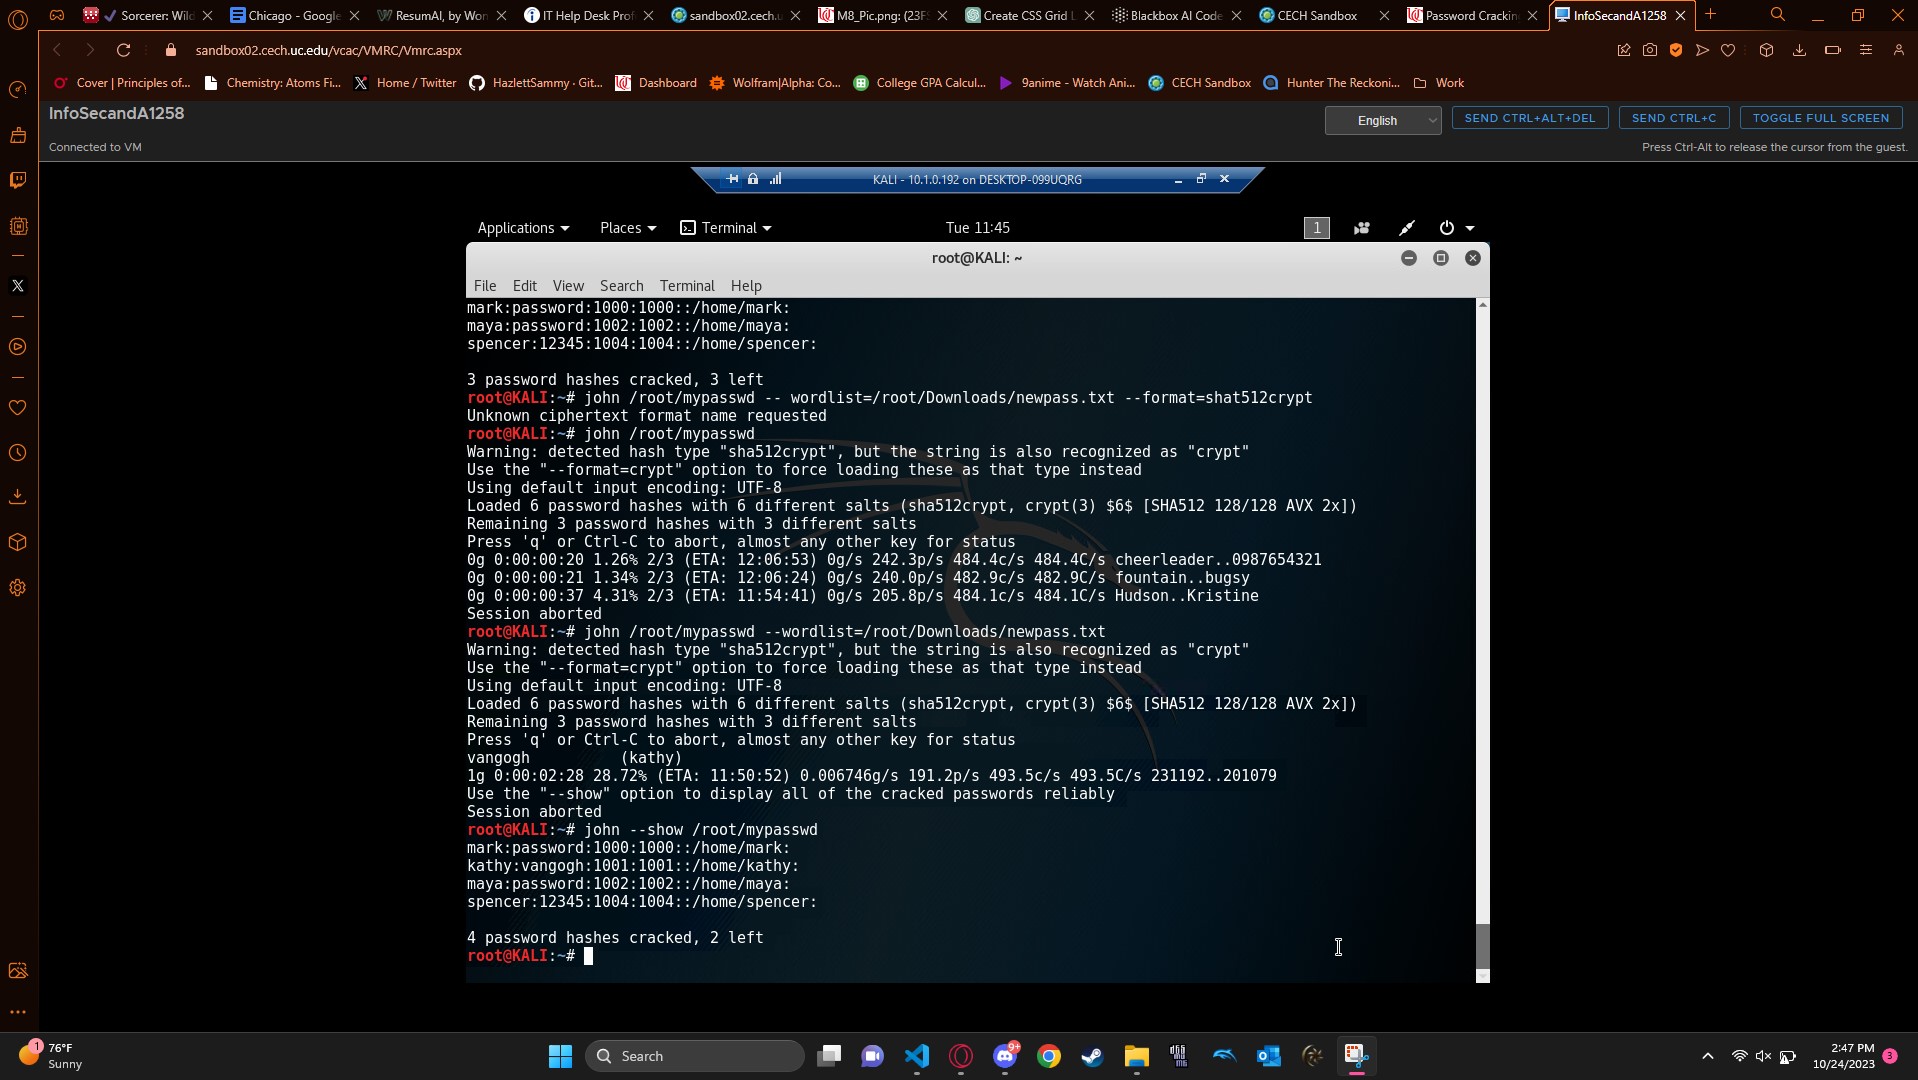 Sorcerer: Wild
Chicago - Google
ResumAI, by Won
IT Help Desk Prof
sandbox02.cech.u
M8_Pic.png: (23F
Create CSS Grid L
Blackbox AI Code
CECH Sandbox
Password Crackin
InfoSecandA1258
sandbox02.cech.uc.edu/vcac/VMRC/Vmrc.aspx
Cover | Principles of...
Chemistry: Atoms Fi...
Home / Twitter
HazlettSammy · Git...
Dashboard
Wolfram|Alpha: Co...
College GPA Calcul...
9anime - Watch Ani...
CECH Sandbox
Hunter The Reckoni...
Work
InfoSecandA1258
English
SEND CTRL+ALT+DEL
SEND CTRL+C
TOGGLE FULL SCREEN
Connected to VM
Press Ctrl-Alt to release the cursor from the guest.
KALI - 10.1.0.192 on DESKTOP-099UQRG
Applications
Places
Terminal
Tue 11:45
1
root@KALI: ~
File Edit View Search Terminal Help
mark:password:1000:1000::/home/mark:
maya:password:1002:1002::/home/maya:
spencer:12345:1004:1004::/home/spencer:
3 password hashes cracked, 3 left
root@KALI:~# john /root/mypasswd -- wordlist=/root/Downloads/newpass.txt --format=shat512crypt
Unknown ciphertext format name requested
root@KALI:~# john /root/mypasswd
Warning: detected hash type "sha512crypt", but the string is also recognized as "crypt"
Use the "--format=crypt" option to force loading these as that type instead
Using default input encoding: UTF-8
Loaded 6 password hashes with 6 different salts (sha512crypt, crypt(3) $6$ [SHA512 128/128 AVX 2x])
Remaining 3 password hashes with 3 different salts
Press 'q' or Ctrl-C to abort, almost any other key for status
0g 0:00:00:20 1.26% 2/3 (ETA: 12:06:53) 0g/s 242.3p/s 484.4c/s 484.4C/s cheerleader..0987654321
0g 0:00:00:21 1.34% 2/3 (ETA: 12:06:24) 0g/s 240.0p/s 482.9c/s 482.9C/s fountain..bugsy
0g 0:00:00:37 4.31% 2/3 (ETA: 11:54:41) 0g/s 205.8p/s 484.1c/s 484.1C/s Hudson..Kristine
Session aborted
root@KALI:~# john /root/mypasswd --wordlist=/root/Downloads/newpass.txt
Warning: detected hash type "sha512crypt", but the string is also recognized as "crypt"
Use the "--format=crypt" option to force loading these as that type instead
Using default input encoding: UTF-8
Loaded 6 password hashes with 6 different salts (sha512crypt, crypt(3) $6$ [SHA512 128/128 AVX 2x])
Remaining 3 password hashes with 3 different salts
Press 'q' or Ctrl-C to abort, almost any other key for status
vangogh (kathy)
1g 0:00:02:28 28.72% (ETA: 11:50:52) 0.006746g/s 191.2p/s 493.5c/s 493.5C/s 231192..201079
Use the "--show" option to display all of the cracked passwords reliably
Session aborted
root@KALI:~# john --show /root/mypasswd
mark:password:1000:1000::/home/mark:
kathy:vangogh:1001:1001::/home/kathy:
maya:password:1002:1002::/home/maya:
spencer:12345:1004:1004::/home/spencer:
4 password hashes cracked, 2 left
root@KALI:~#
1
76°F
Sunny
Search
9+
2:47 PM
10/24/2023
3